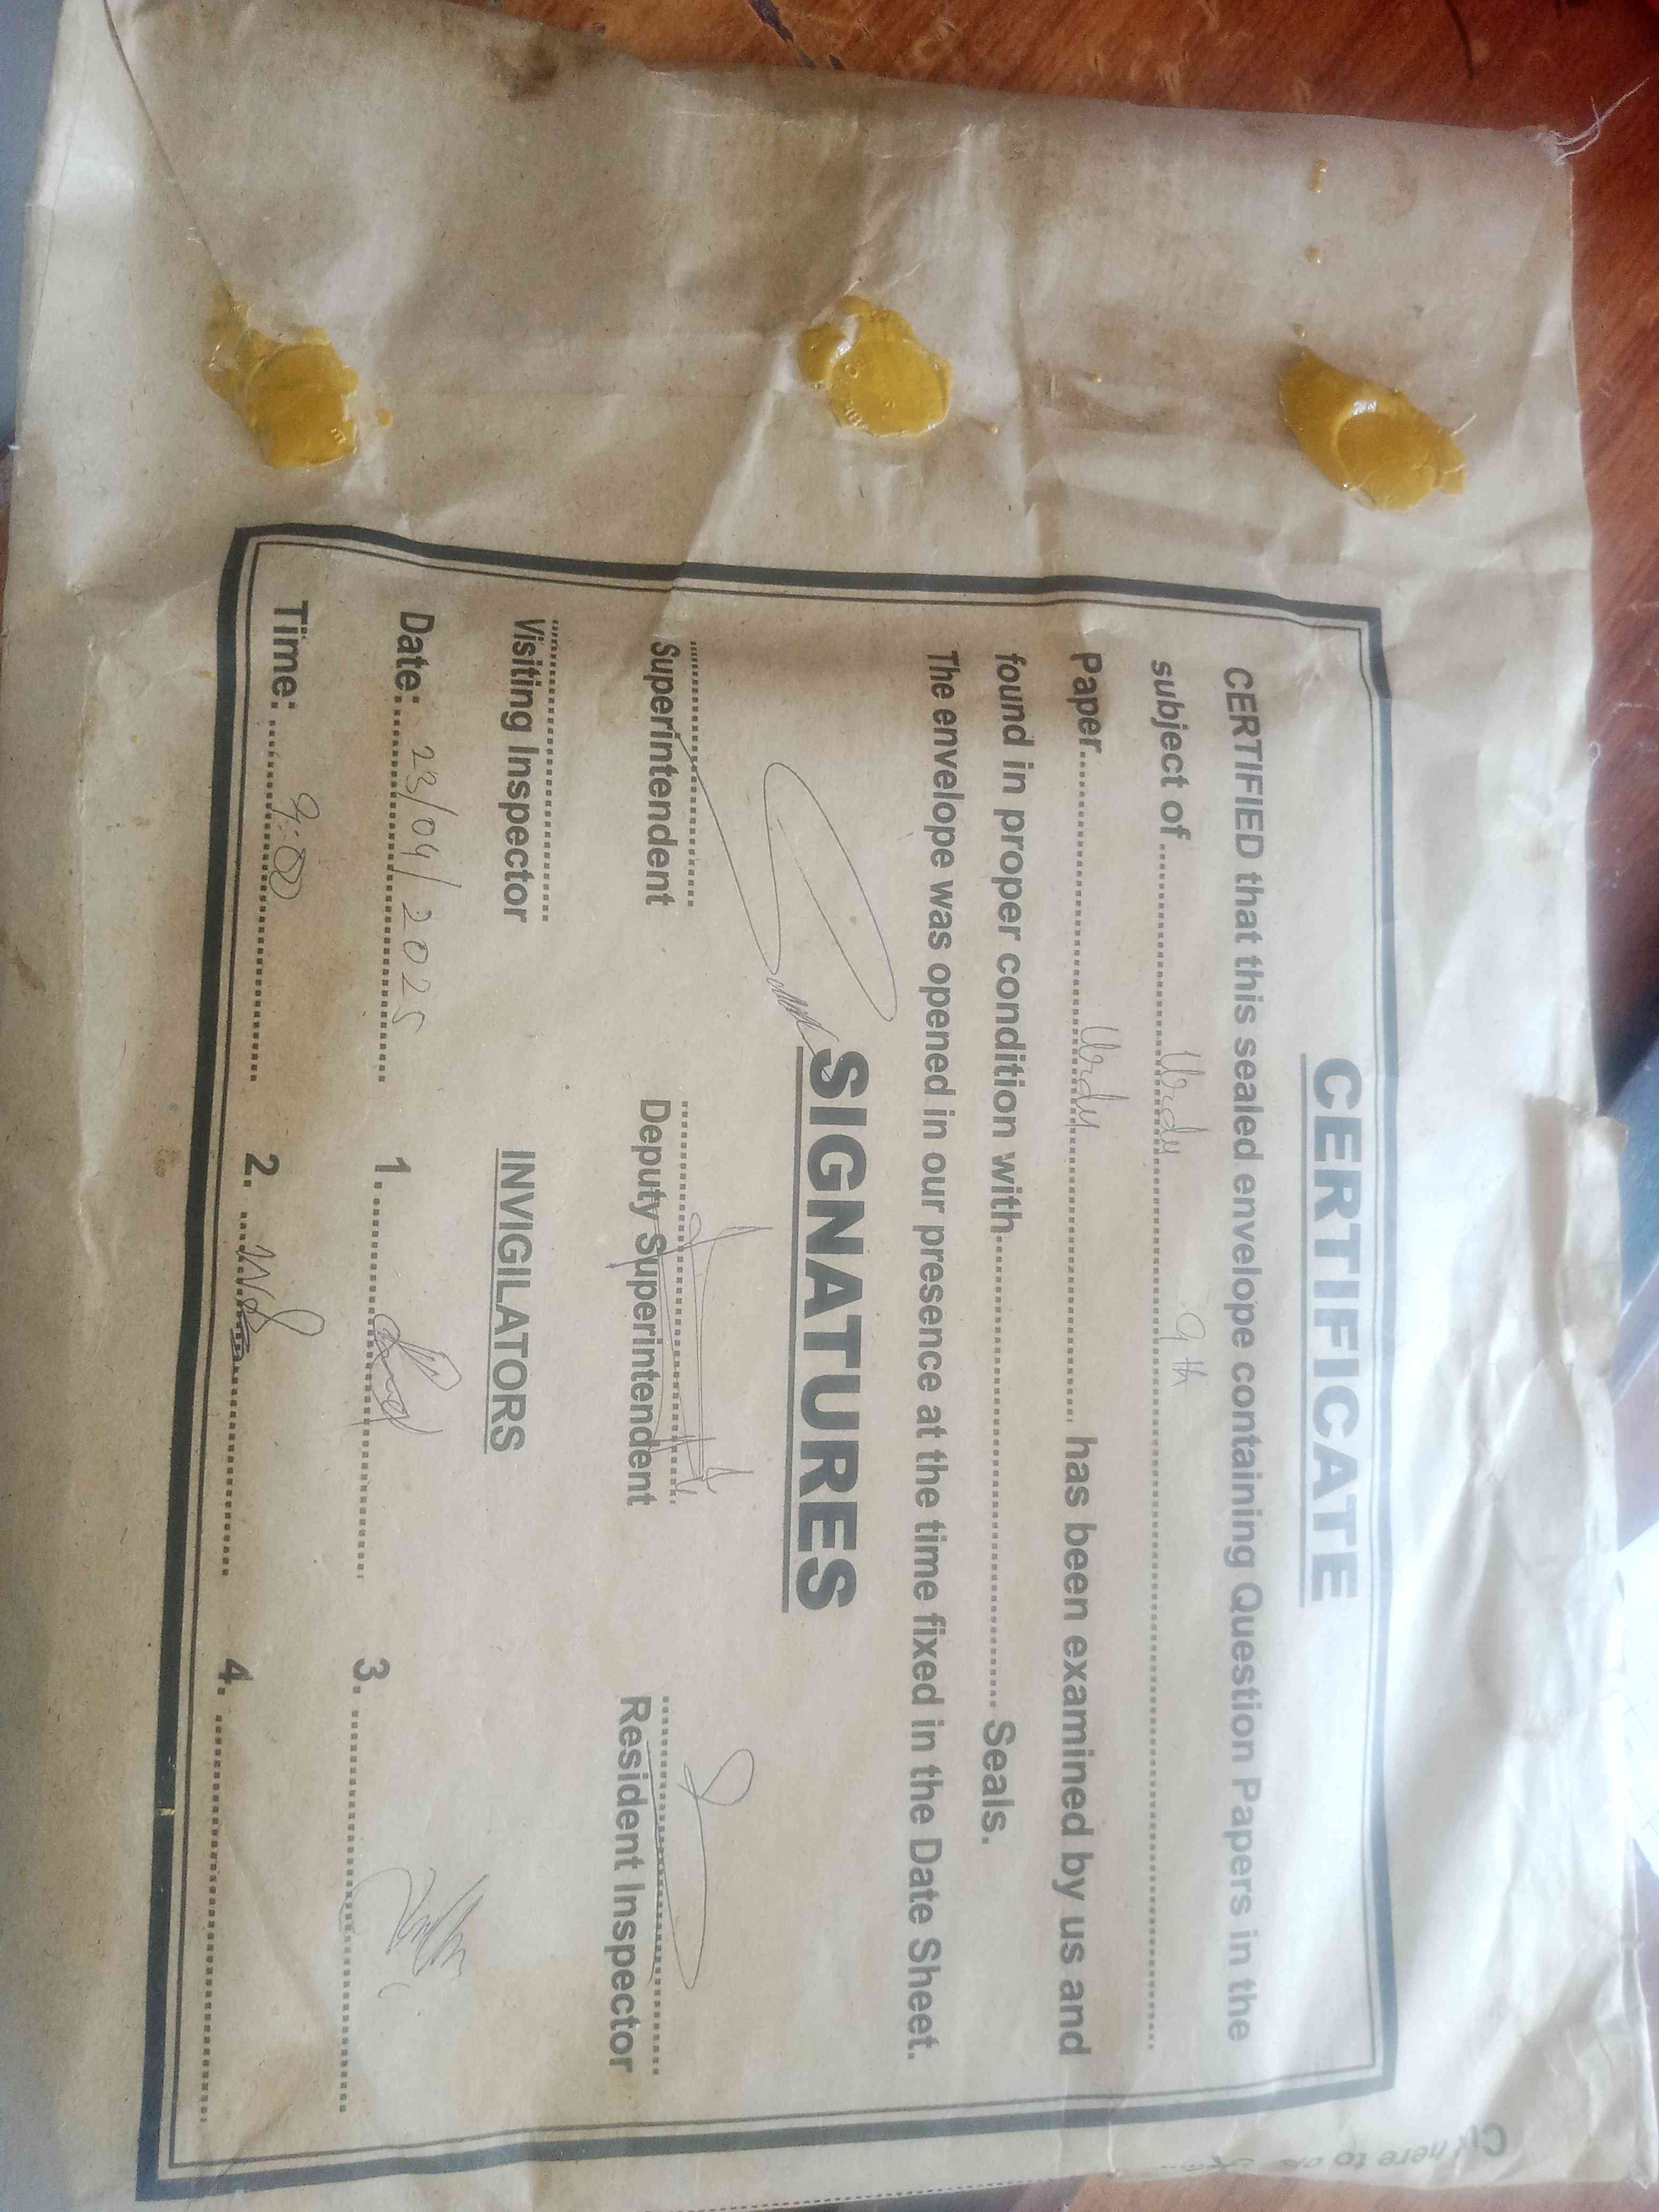 CERTIFICATE
CERTIFIED that this sealed envelope containing Question Papers in the
subject of ........ Urdu 9th ........
Paper ........ Urdu ........ has been examined by us and
found in proper condition with ........ Seals.
The envelope was opened in our presence at the time fixed in the Date Sheet.
SIGNATURES
Superintendent Deputy Superintendent Resident Inspector
Visiting Inspector INVIGILATORS
Date: 23/04/2025 1. ........ 3. ........
Time: 9:00 2. ........ 4. ........
here to